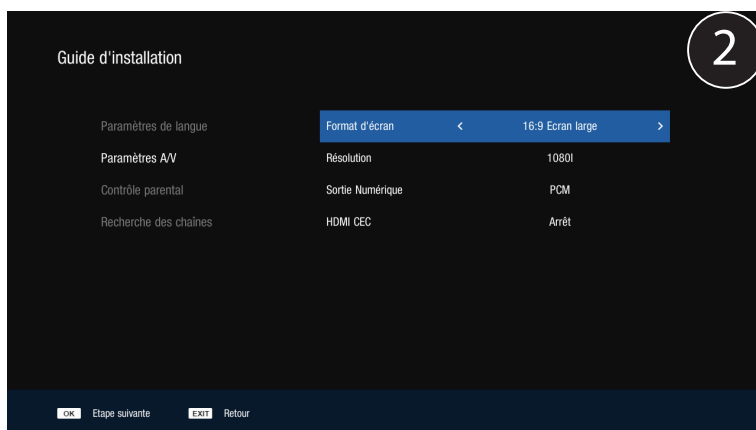 2
Guide d'installation
Paramètres de langue
Format d'écran < 16:9 Ecran large >
Paramètres A/V
Résolution 1080I
Contrôle parental
Sortie Numérique PCM
Recherche des chaînes
HDMI CEC Arrêt
OK Etape suivante EXIT Retour